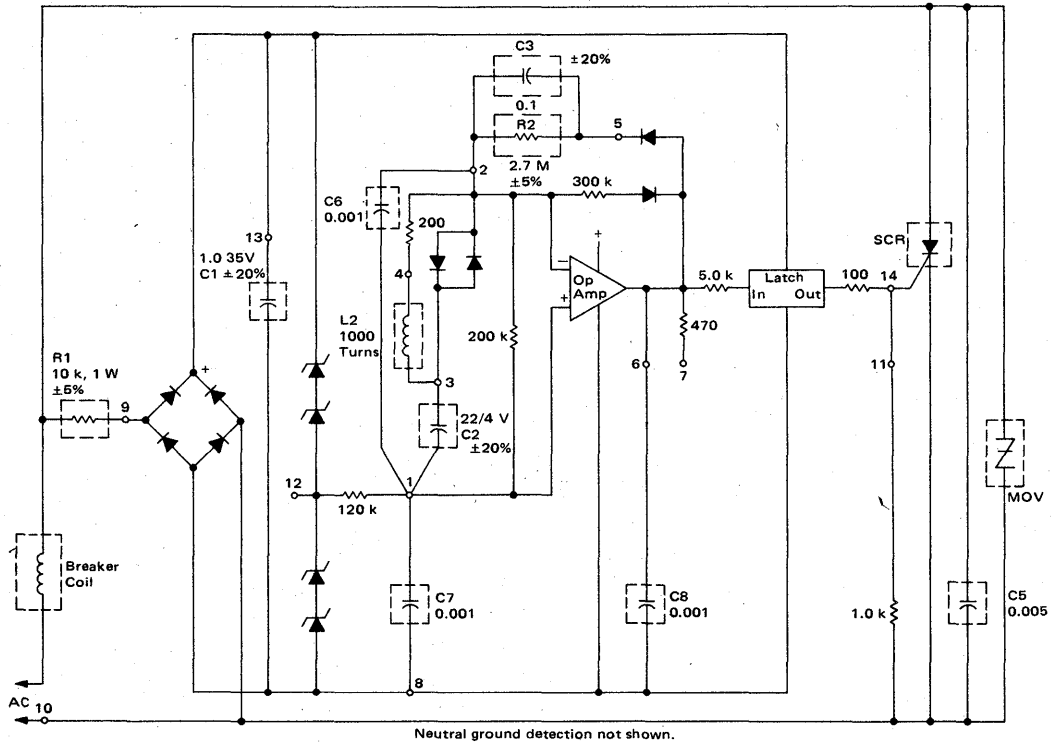 C3
±20%
0.1
R2
5
2.7 M
±5%
2
C6
0.001
300 k
200
13
1.0 35V
C1 ±20%
4
+
SCR
−
Op
Amp
+
5.0 k
Latch
In Out
100
14
L2
1000
Turns
200 k
470
R1
10 k, 1 W
±5%
+
9
3
6
7
11
22/4 V
C2
±20%
12
1
120 k
MOV
Breaker
Coil
C7
0.001
C8
0.001
1.0 k
C5
0.005
8
AC
10
Neutral ground detection not shown.